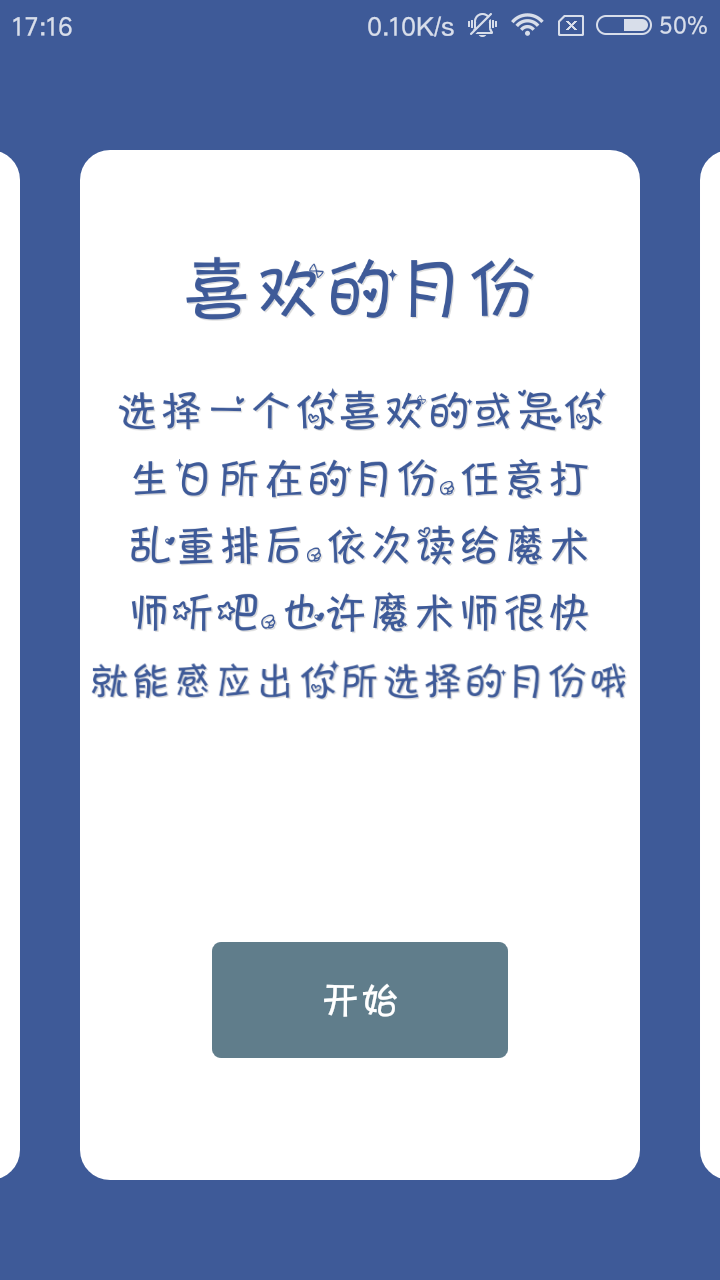 17:16 0.10K/s 50%
喜欢的月份
选择一个你喜欢的或是你
生日所在的月份。任意打
乱重排后。依次读给魔术
师听吧。也许魔术师很快
就能感应出你所选择的月份哦
开始